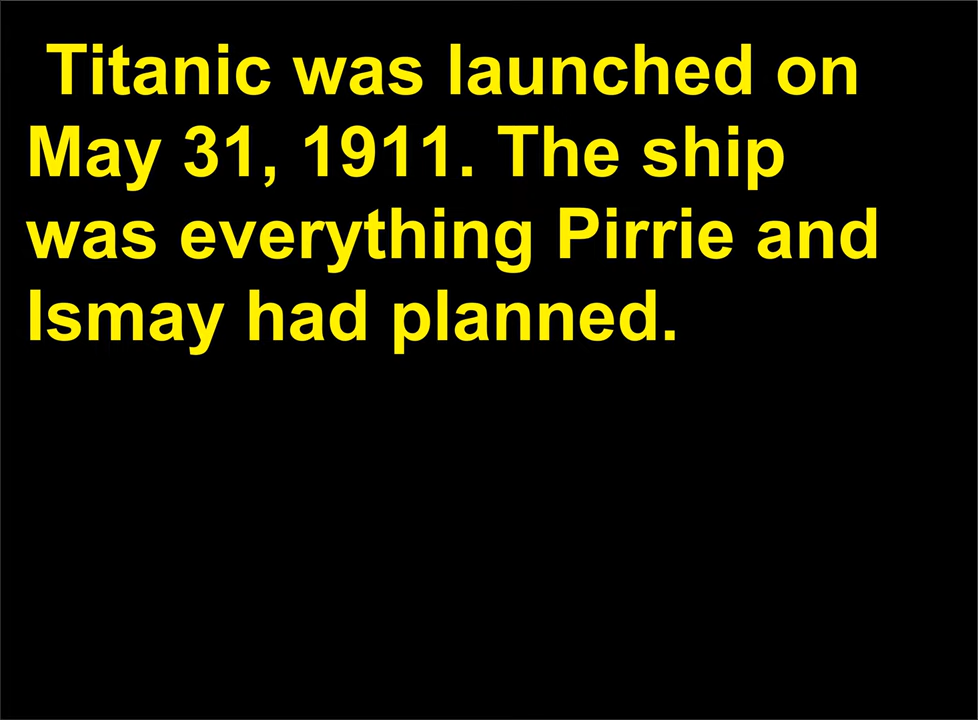 Titanic was launched on
May 31, 1911. The ship
was everything Pirrie and
Ismay had planned.